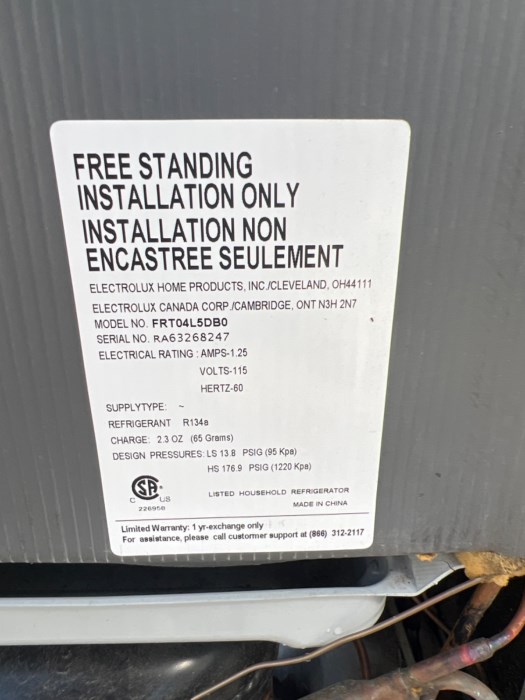 FREE STANDING
INSTALLATION ONLY
INSTALLATION NON
ENCASTREE SEULEMENT
ELECTROLUX HOME PRODUCTS, INC./CLEVELAND, OH44111
ELECTROLUX CANADA CORP./CAMBRIDGE, ONT N3H 2N7
MODEL NO. FRT04L5DB0
SERIAL NO. RA63268247
ELECTRICAL RATING : AMPS-1.25
VOLTS-115
HERTZ-60
SUPPLYTYPE: ~
REFRIGERANT R134a
CHARGE: 2.3 OZ (65 Grams)
DESIGN PRESSURES: LS 13.8 PSIG (95 Kpa)
HS 176.9 PSIG (1220 Kpa)
C SA US
226958
LISTED HOUSEHOLD REFRIGERATOR
MADE IN CHINA
Limited Warranty: 1 yr-exchange only
For assistance, please call custormer support at (866) 312-2117